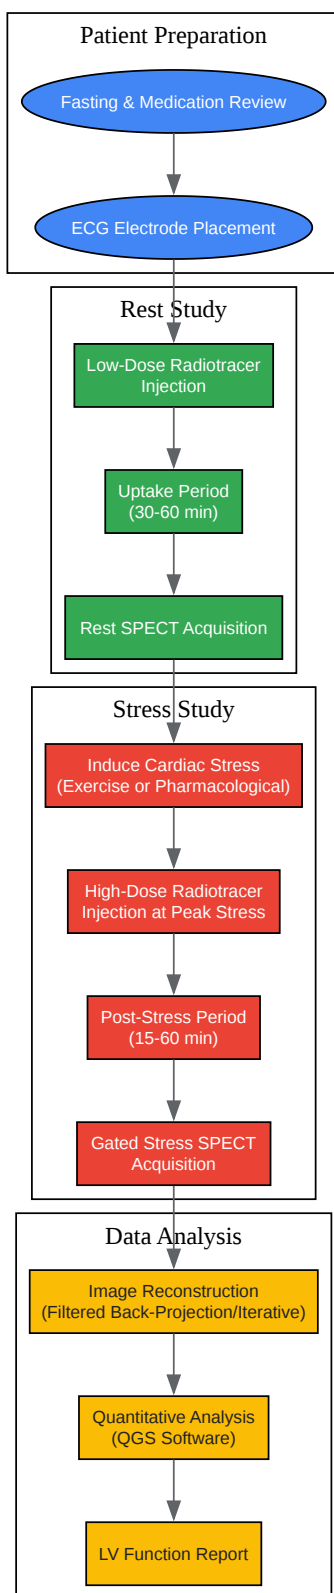 Patient Preparation
Fasting & Medication Review
ECG Electrode Placement
Rest Study
Low-Dose Radiotracer
Injection
Uptake Period
(30-60 min)
Rest SPECT Acquisition
Stress Study
Induce Cardiac Stress
(Exercise or Pharmacological)
High-Dose Radiotracer
Injection at Peak Stress
Post-Stress Period
(15-60 min)
Gated Stress SPECT
Acquisition
Data Analysis
Image Reconstruction
(Filtered Back-Projection/Iterative)
Quantitative Analysis
(QGS Software)
LV Function Report